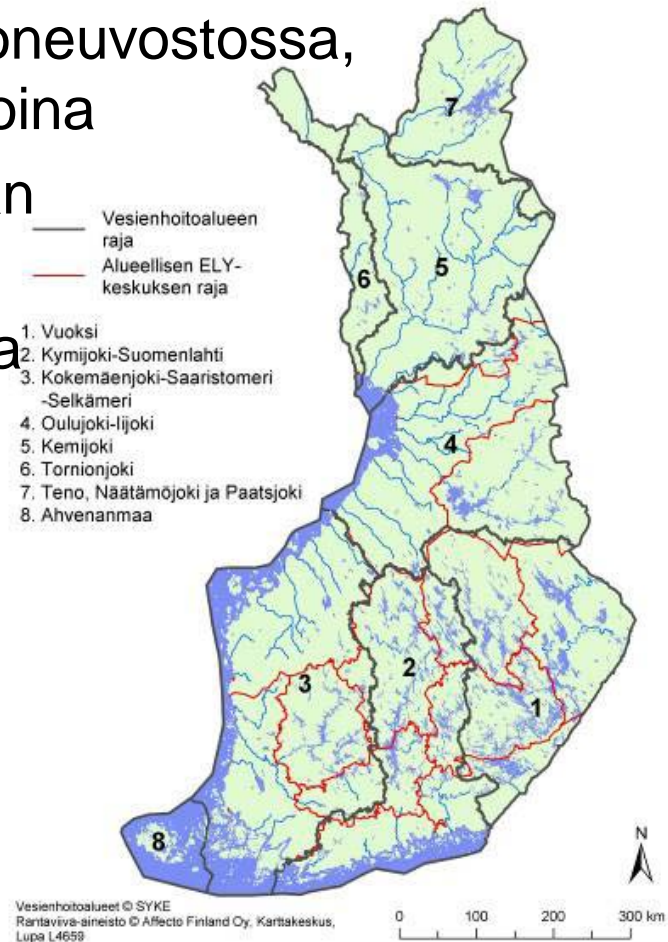 oneuvostossa,
oina
än
a
Vesienhoitoalueen
raja
Alueellisen ELY-
keskuksen raja
1. Vuoksi
2. Kymijoki-Suomenlahti
3. Kokemäenjoki-Saaristomeri
-Selkämeri
4. Oulujoki-Iijoki
5. Kemijoki
6. Tornionjoki
7. Teno, Näätämöjoki ja Paatsjoki
8. Ahvenanmaa
7
6
5
4
3
2
1
8
N
0 100 200 300 km
Vesienhoitoalueet © SYKE
Rantaviiva-aineisto © Affecto Finland Oy, Karttakeskus,
Lupa L4659